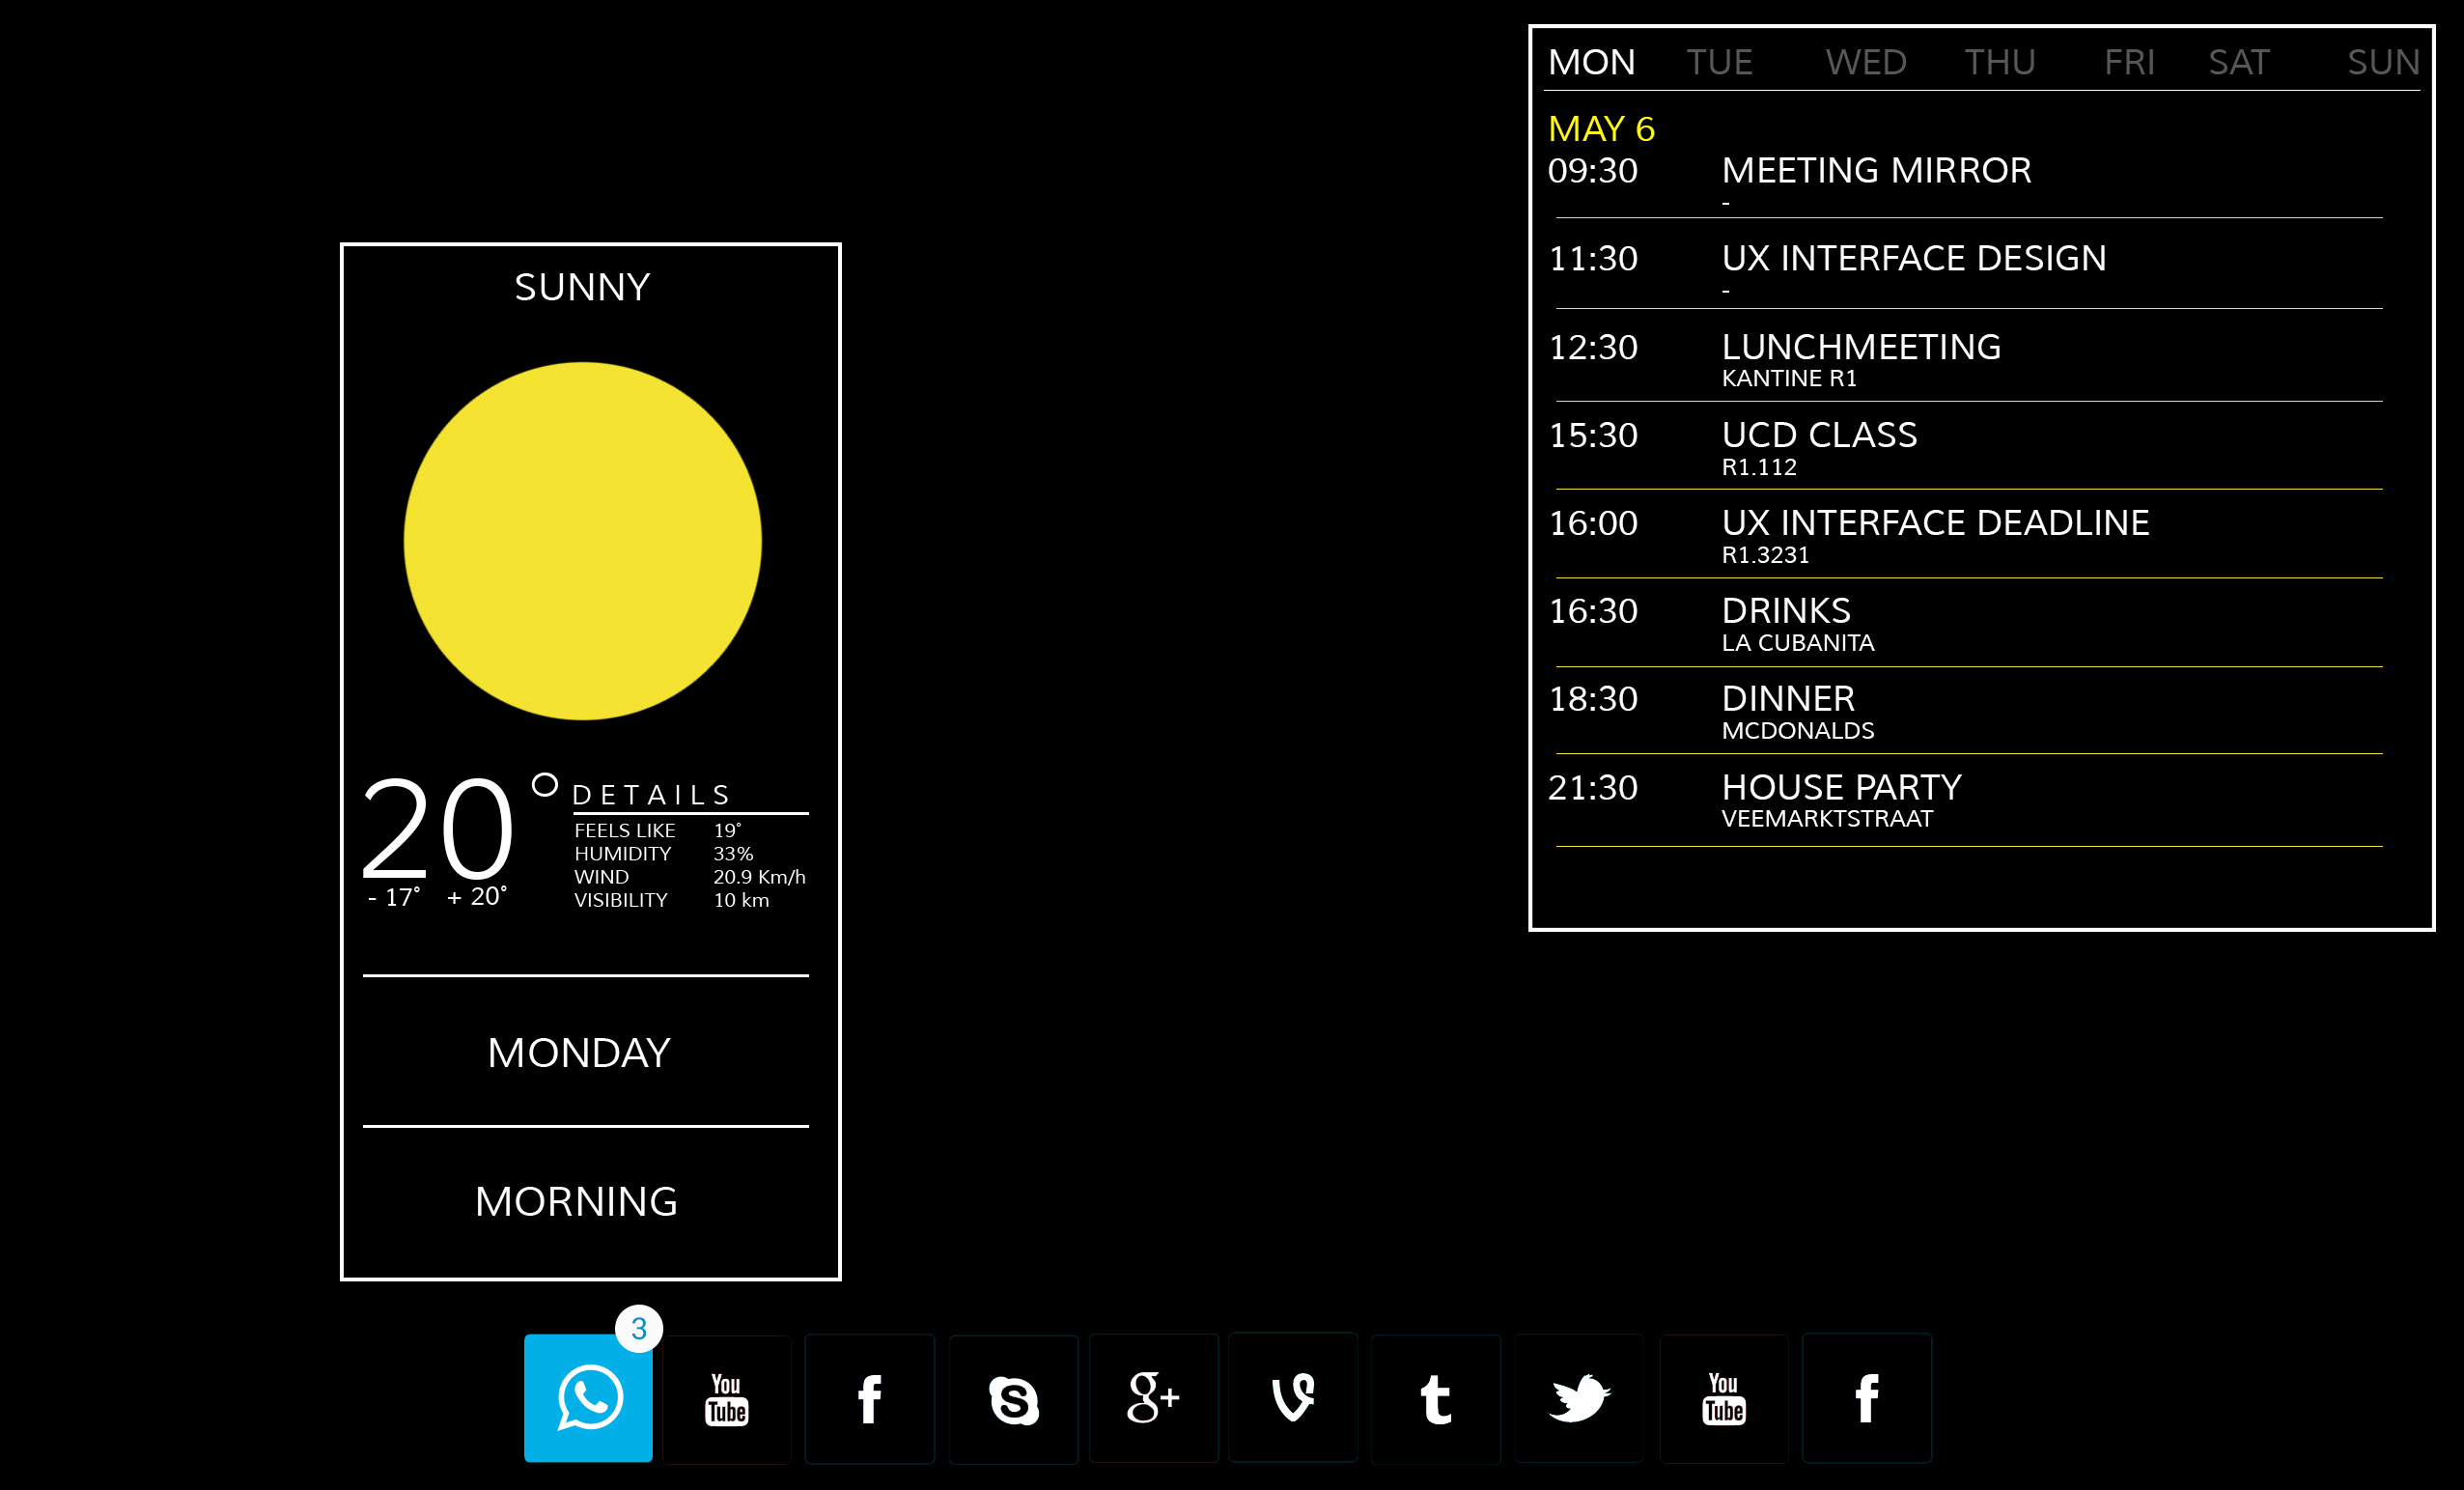 SUNNY
20°
- 17° + 20°
DETAILS
FEELS LIKE 19°
HUMIDITY 33%
WIND 20.9 Km/h
VISIBILITY 10 km
MONDAY
MORNING
MON TUE WED THU FRI SAT SUN
MAY 6
09:30 MEETING MIRROR
-
11:30 UX INTERFACE DESIGN
-
12:30 LUNCHMEETING
KANTINE R1
15:30 UCD CLASS
R1.112
16:00 UX INTERFACE DEADLINE
R1.3231
16:30 DRINKS
LA CUBANITA
18:30 DINNER
MCDONALDS
21:30 HOUSE PARTY
VEEMARKTSTRAAT
3
You Tube f S g+ t You Tube f